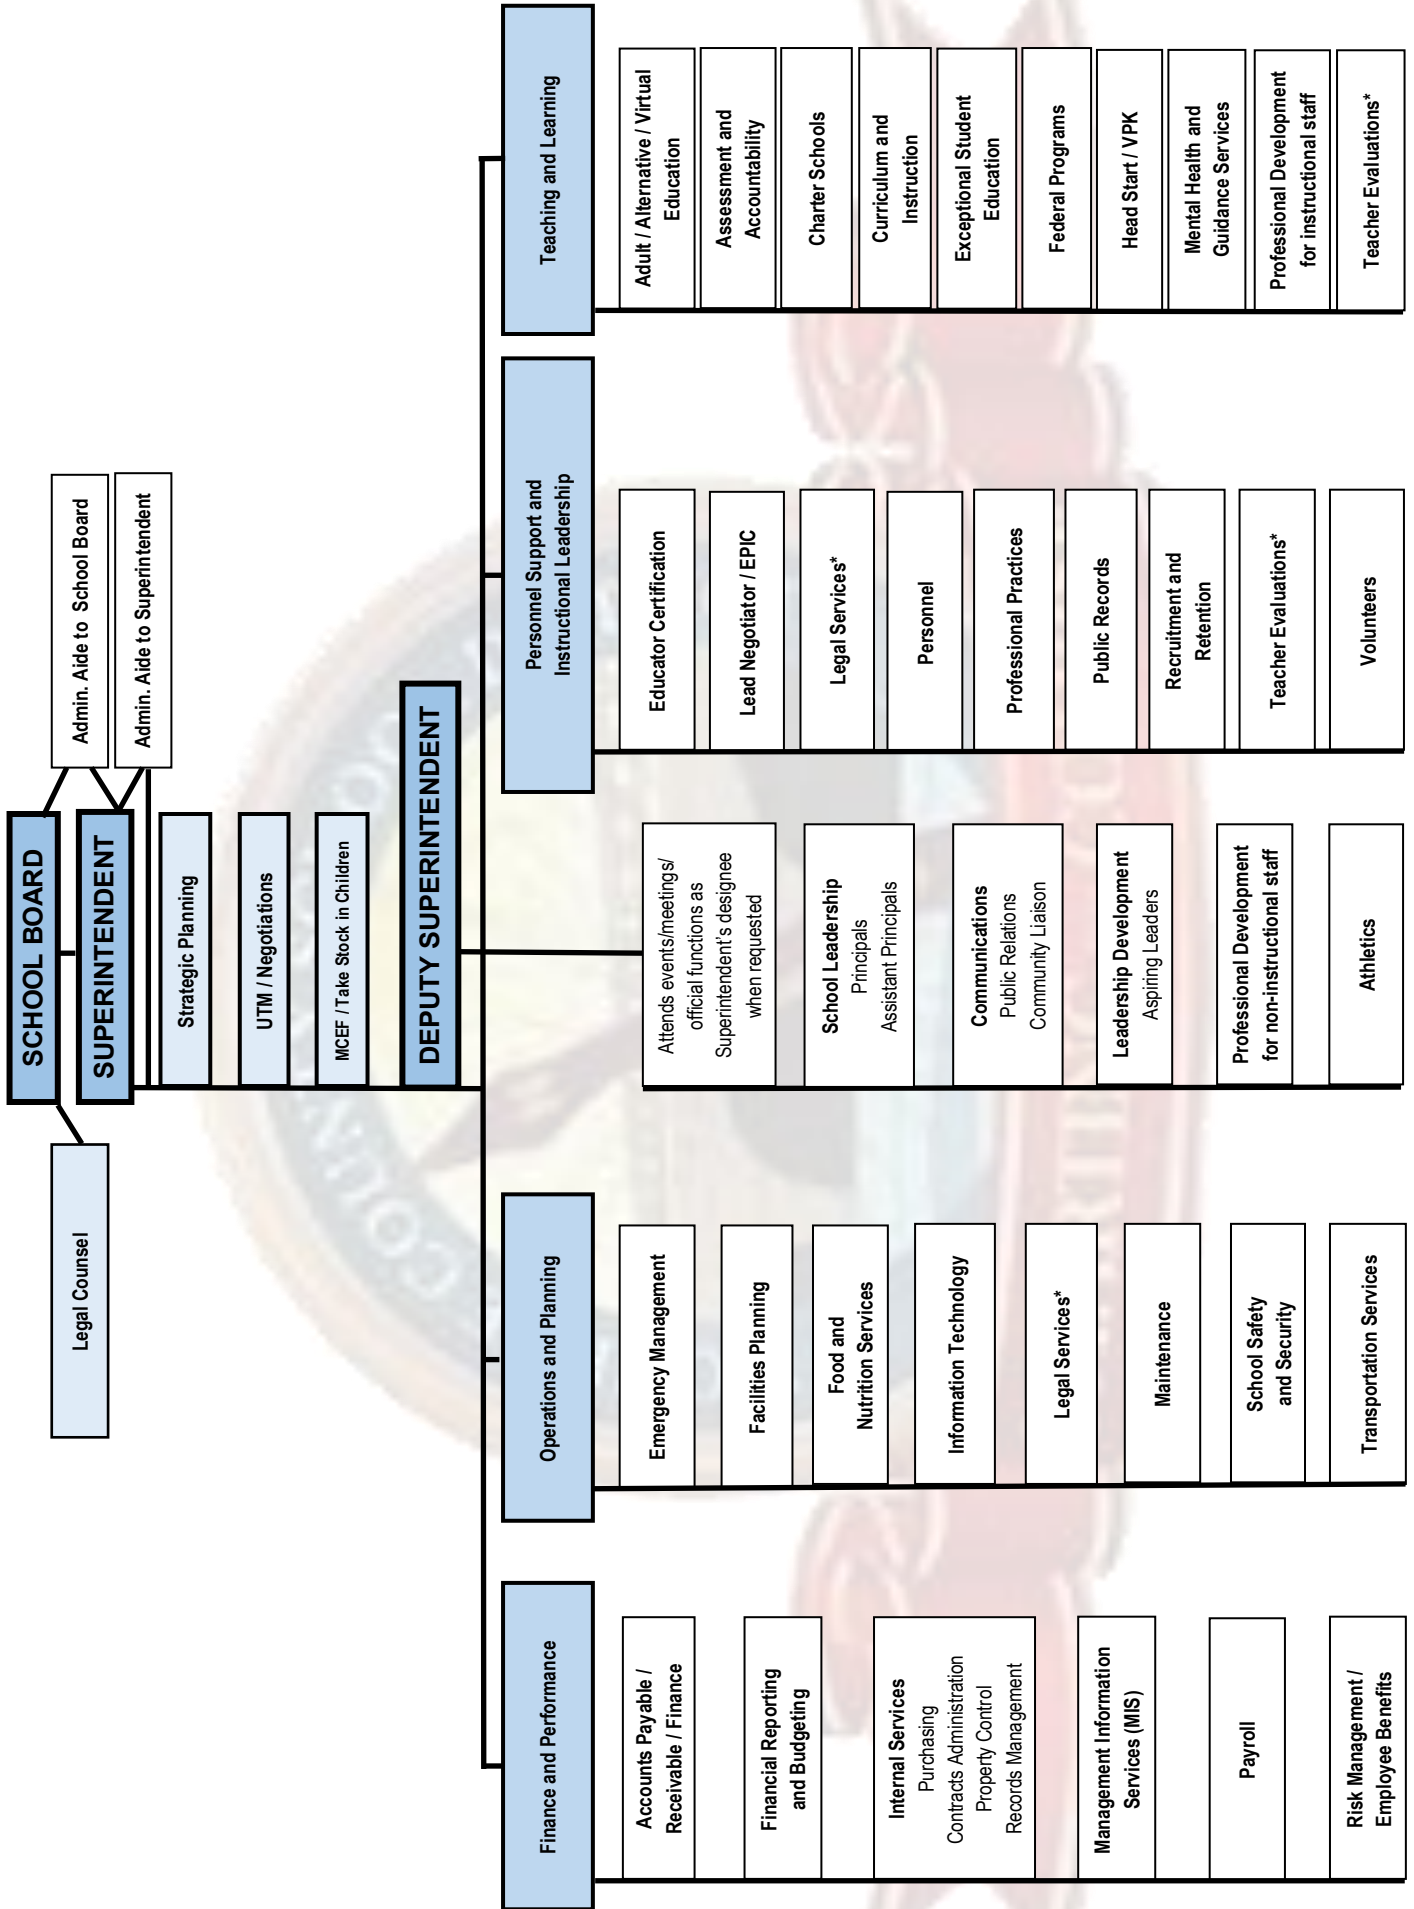 SCHOOL BOARD
Legal Counsel
Admin. Aide to School Board
SUPERINTENDENT
Admin. Aide to Superintendent
Strategic Planning
UTM / Negotiations
MCEF / Take Stock in Children
DEPUTY SUPERINTENDENT
Finance and Performance
Accounts Payable /
Receivable / Finance
Financial Reporting
and Budgeting
Internal Services
Purchasing
Contracts Administration
Property Control
Records Management
Management Information
Services (MIS)
Payroll
Risk Management /
Employee Benefits
Operations and Planning
Emergency Management
Facilities Planning
Food and
Nutrition Services
Information Technology
Legal Services*
Maintenance
School Safety
and Security
Transportation Services
Attends events/meetings/
official functions as
Superintendent's designee
when requested
School Leadership
Principals
Assistant Principals
Communications
Public Relations
Community Liaison
Leadership Development
Aspiring Leaders
Professional Development
for non-instructional staff
Athletics
Personnel Support and
Instructional Leadership
Educator Certification
Lead Negotiator / EPIC
Legal Services*
Personnel
Professional Practices
Public Records
Recruitment and
Retention
Teacher Evaluations*
Volunteers
Teaching and Learning
Adult / Alternative / Virtual
Education
Assessment and
Accountability
Charter Schools
Curriculum and
Instruction
Exceptional Student
Education
Federal Programs
Head Start / VPK
Mental Health and
Guidance Services
Professional Development
for instructional staff
Teacher Evaluations*